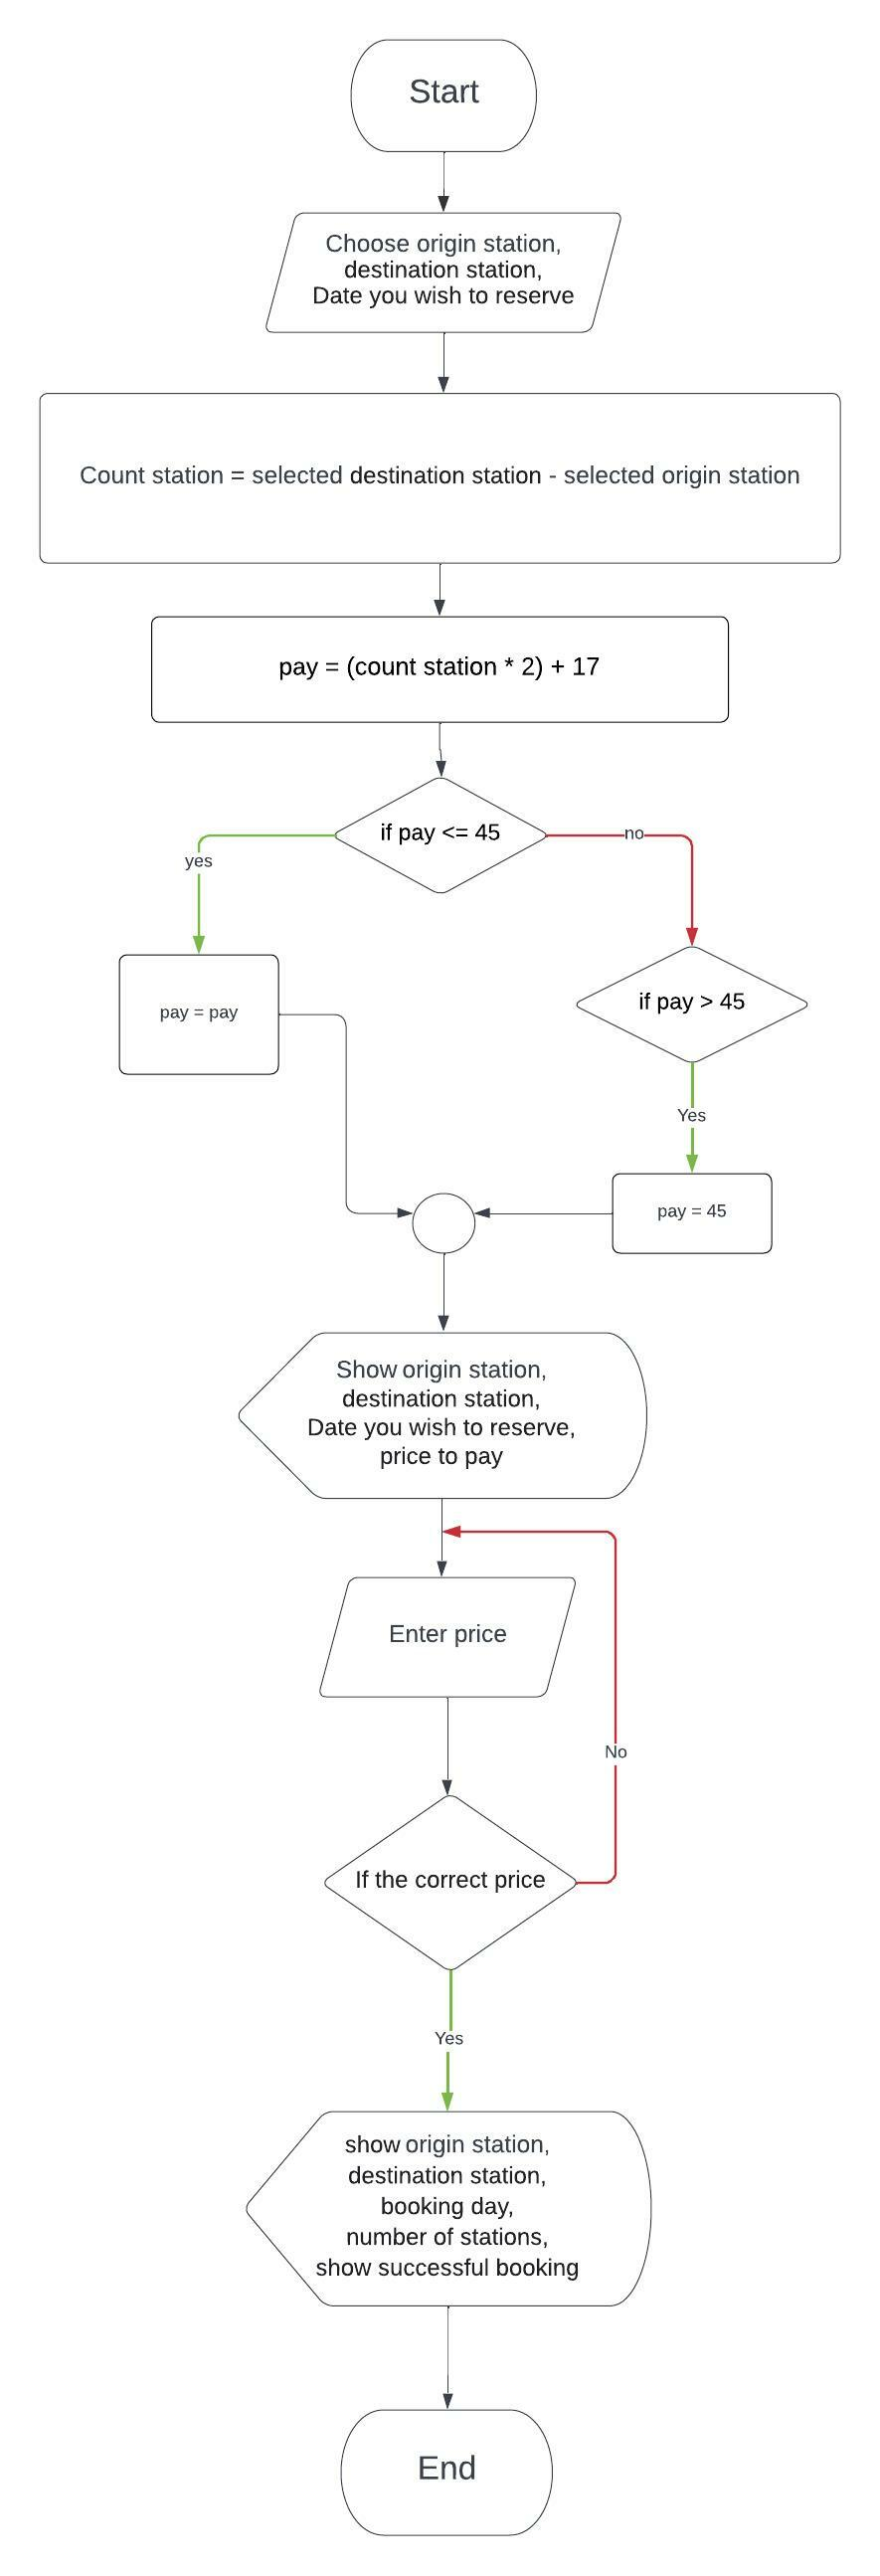 Start
Choose origin station,
destination station,
Date you wish to reserve
Count station = selected destination station - selected origin station
pay = (count station * 2) + 17
if pay <= 45
no
yes
if pay > 45
pay = pay
Yes
pay = 45
Show origin station,
destination station,
Date you wish to reserve,
price to pay
Enter price
No
If the correct price
Yes
show origin station,
destination station,
booking day,
number of stations,
show successful booking
End